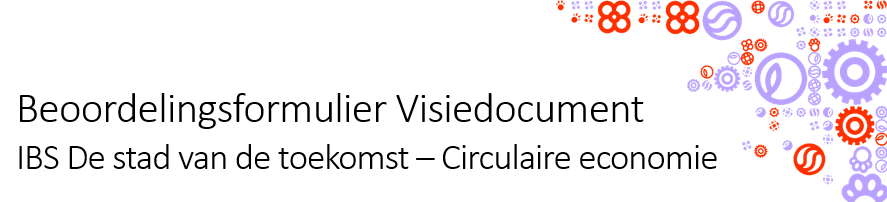 Beoordelingsformulier Visiedocument
IBS De stad van de toekomst – Circulaire economie